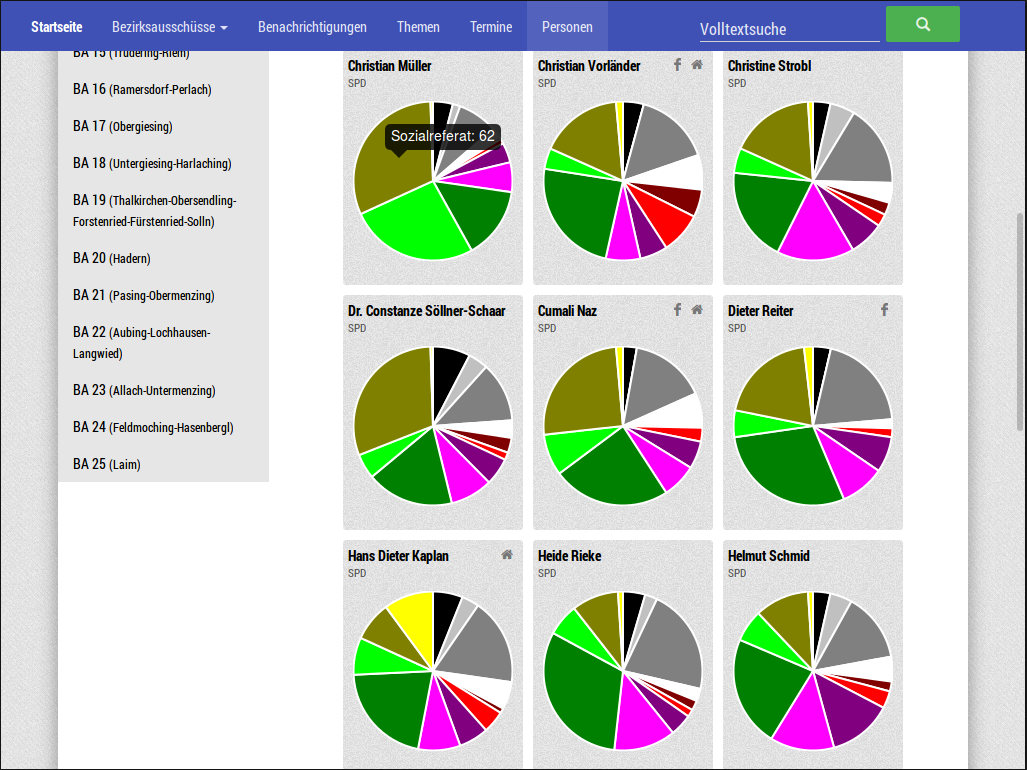 Startseite
Bezirksausschüsse
Benachrichtigungen
Themen
Termine
Personen
Volltextsuche
BA 15 (Trudering-Riem)
BA 16 (Ramersdorf-Perlach)
BA 17 (Obergiesing)
BA 18 (Untergiesing-Harlaching)
BA 19 (Thalkirchen-Obersendling-
Forstenried-Fürstenried-Solln)
BA 20 (Hadern)
BA 21 (Pasing-Obermenzing)
BA 22 (Aubing-Lochhausen-
Langwied)
BA 23 (Allach-Untermenzing)
BA 24 (Feldmoching-Hasenbergl)
BA 25 (Laim)
Christian Müller
SPD
Sozialreferat: 62
Christian Vorländer
SPD
Christine Strobl
SPD
Dr. Constanze Söllner-Schaar
SPD
Cumali Naz
SPD
Dieter Reiter
SPD
Hans Dieter Kaplan
SPD
Heide Rieke
SPD
Helmut Schmid
SPD